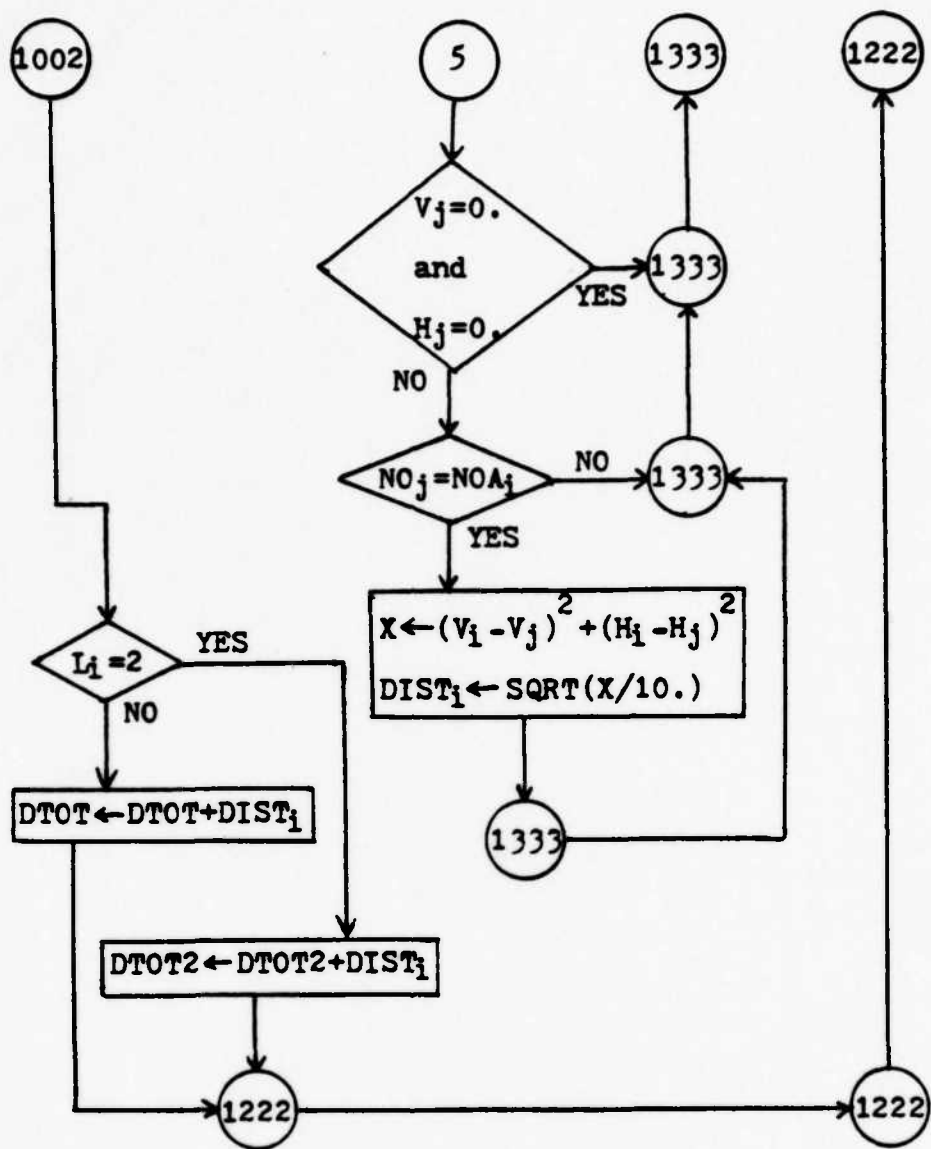 1002
5
1333
1222
Vj=0.
and
Hj=0.
YES
1333
NO
NOj=NOAi
NO
1333
YES
X←(Vi-Vj)²+(Hi-Hj)²
DISTi←SQRT(X/10.)
Li=2
YES
NO
DTOT←DTOT+DISTi
1333
DTOT2←DTOT2+DISTi
1222
1222